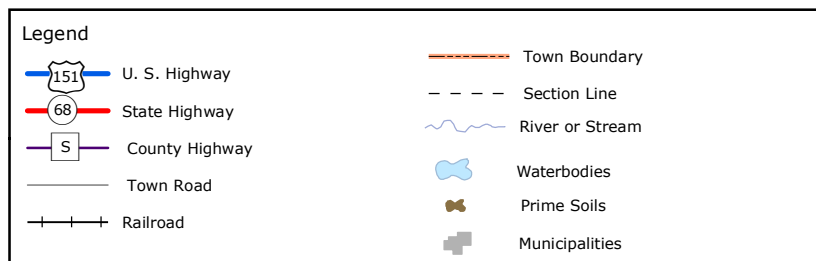 Legend
151 U. S. Highway
68 State Highway
S County Highway
Town Road
Railroad
Town Boundary
Section Line
River or Stream
Waterbodies
Prime Soils
Municipalities